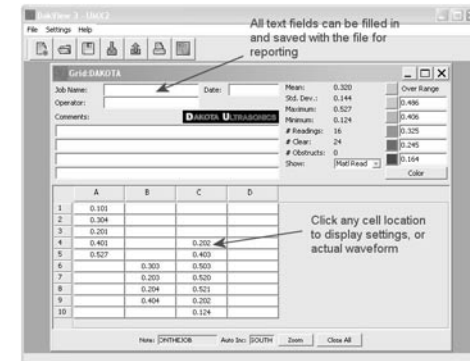 DakView 3 - UMX2
File Settings Help
All text fields can be filled in
and saved with the file for
reporting
Grid:DAKOTA
Job Name: Date:
Operator:
Comments: DAKOTA ULTRASONICS
Mean: 0.320
Std. Dev.: 0.144
Maximum: 0.527
Minimum: 0.124
# Readings: 16
# Clear: 24
# Obstructs: 0
Show: Matl Read
Over Range
0.486
0.406
0.325
0.245
0.164
Color
A B C D
1 0.101
2 0.304
3 0.201
4 0.401 0.202
5 0.527 0.403
6 0.303 0.503
7 0.203 0.520
8 0.204 0.521
9 0.404 0.202
10 0.124
Click any cell location
to display settings, or
actual waveform
Note: ONTHEJOB Auto Inc: SOUTH Zoom Close All